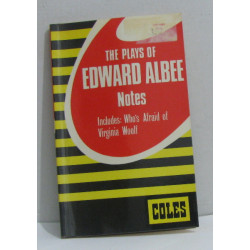 THE PLAYS OF
EDWARD ALBEE
Notes
Includes: Who's Afraid of
Virginia Woolf
COLES